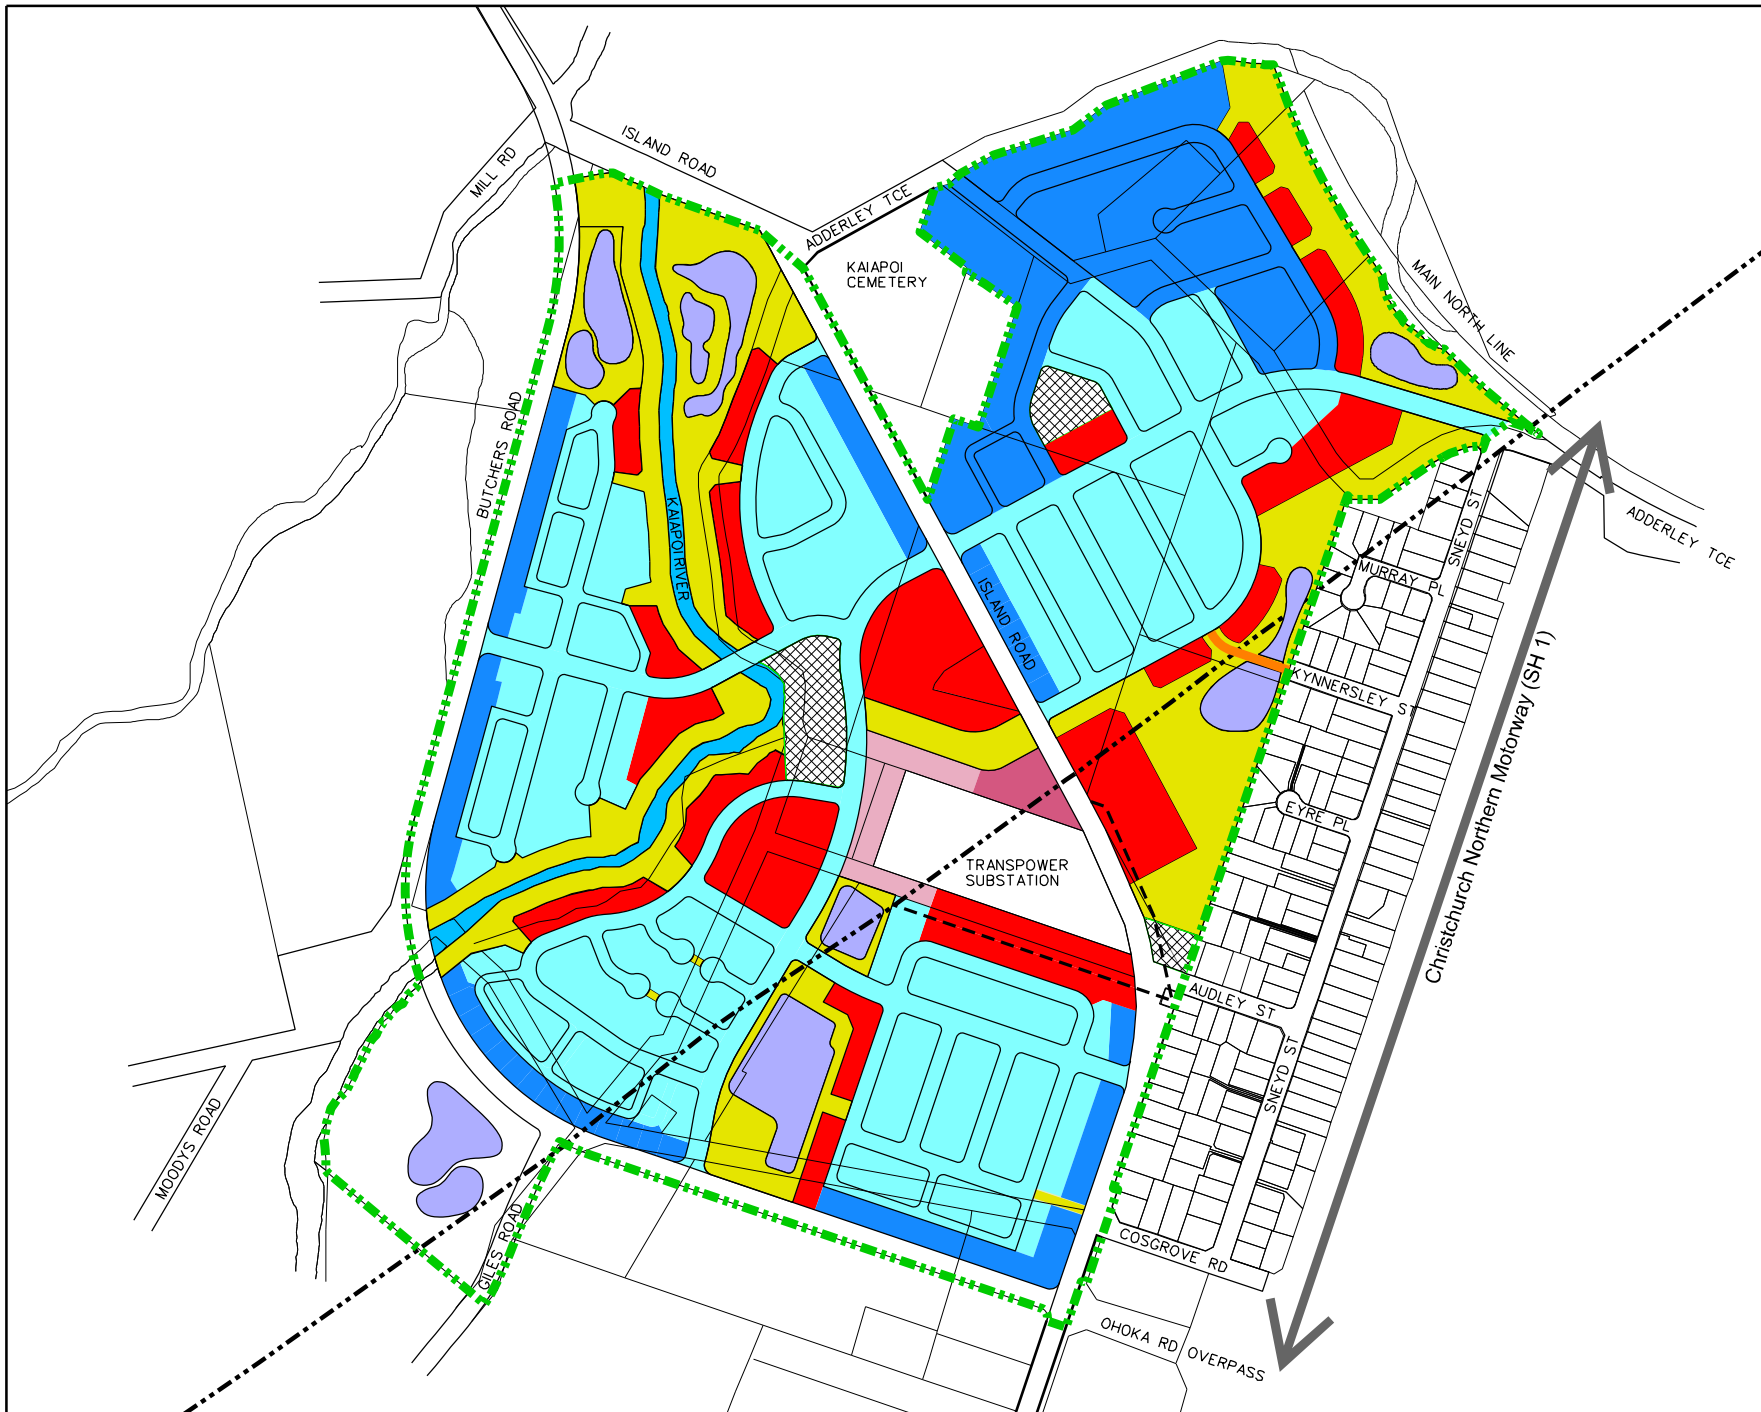 ISLAND ROAD
MILL RD
ADDERLEY TCE
KAIAPOI
CEMETERY
MAIN NORTH LINE
BUTCHERS ROAD
KAIAPOI RIVER
SNEYD ST
ADDERLEY TCE
MURRAY PL
ISLAND ROAD
KYNNERSLEY ST
EYRE PL
Christchurch Northern Motorway (SH 1)
TRANSPOWER
SUBSTATION
AUDLEY ST
SNEYD ST
MOODYS ROAD
GILES ROAD
COSGROVE RD
OHOKA RD OVERPASS